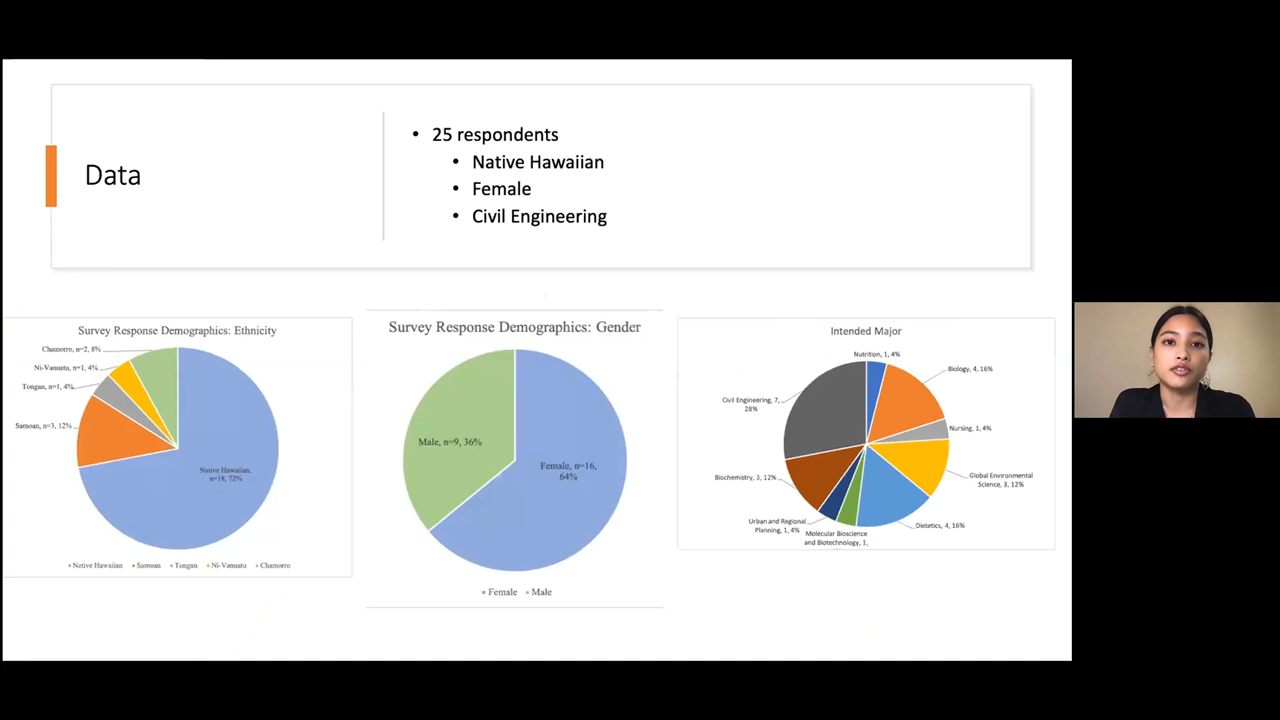 Data
• 25 respondents
• Native Hawaiian
• Female
• Civil Engineering
Survey Response Demographics: Ethnicity
Chamorro, n=2, 8%
Ni-Vanuatu, n=1, 4%
Tongan, n=1, 4%
Samoan, n=3, 12%
Native Hawaiian,
n=18, 72%
Native Hawaiian Samoan Tongan Ni-Vanuatu Chamorro
Survey Response Demographics: Gender
Male, n=9, 36%
Female, n=16,
64%
Female Male
Intended Major
Nutrition, 1, 4%
Biology, 4, 16%
Nursing, 1, 4%
Global Environmental
Science, 3, 12%
Dietetics, 4, 16%
Molecular Bioscience
and Biotechnology, 1,
Urban and Regional
Planning, 1, 4%
Biochemistry, 3, 12%
Civil Engineering, 7,
28%